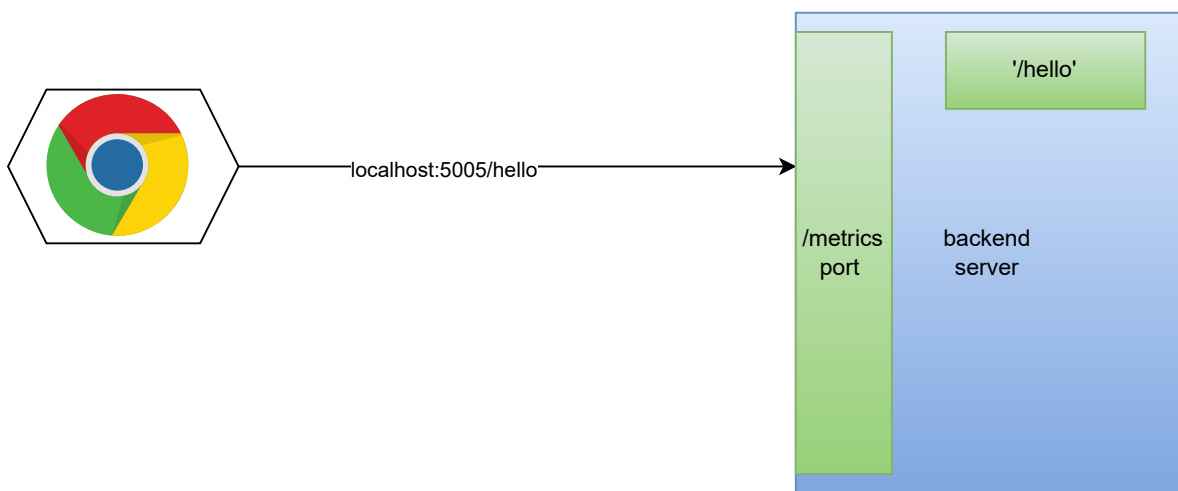 '/hello'
localhost:5005/hello
/metrics
port
backend
server